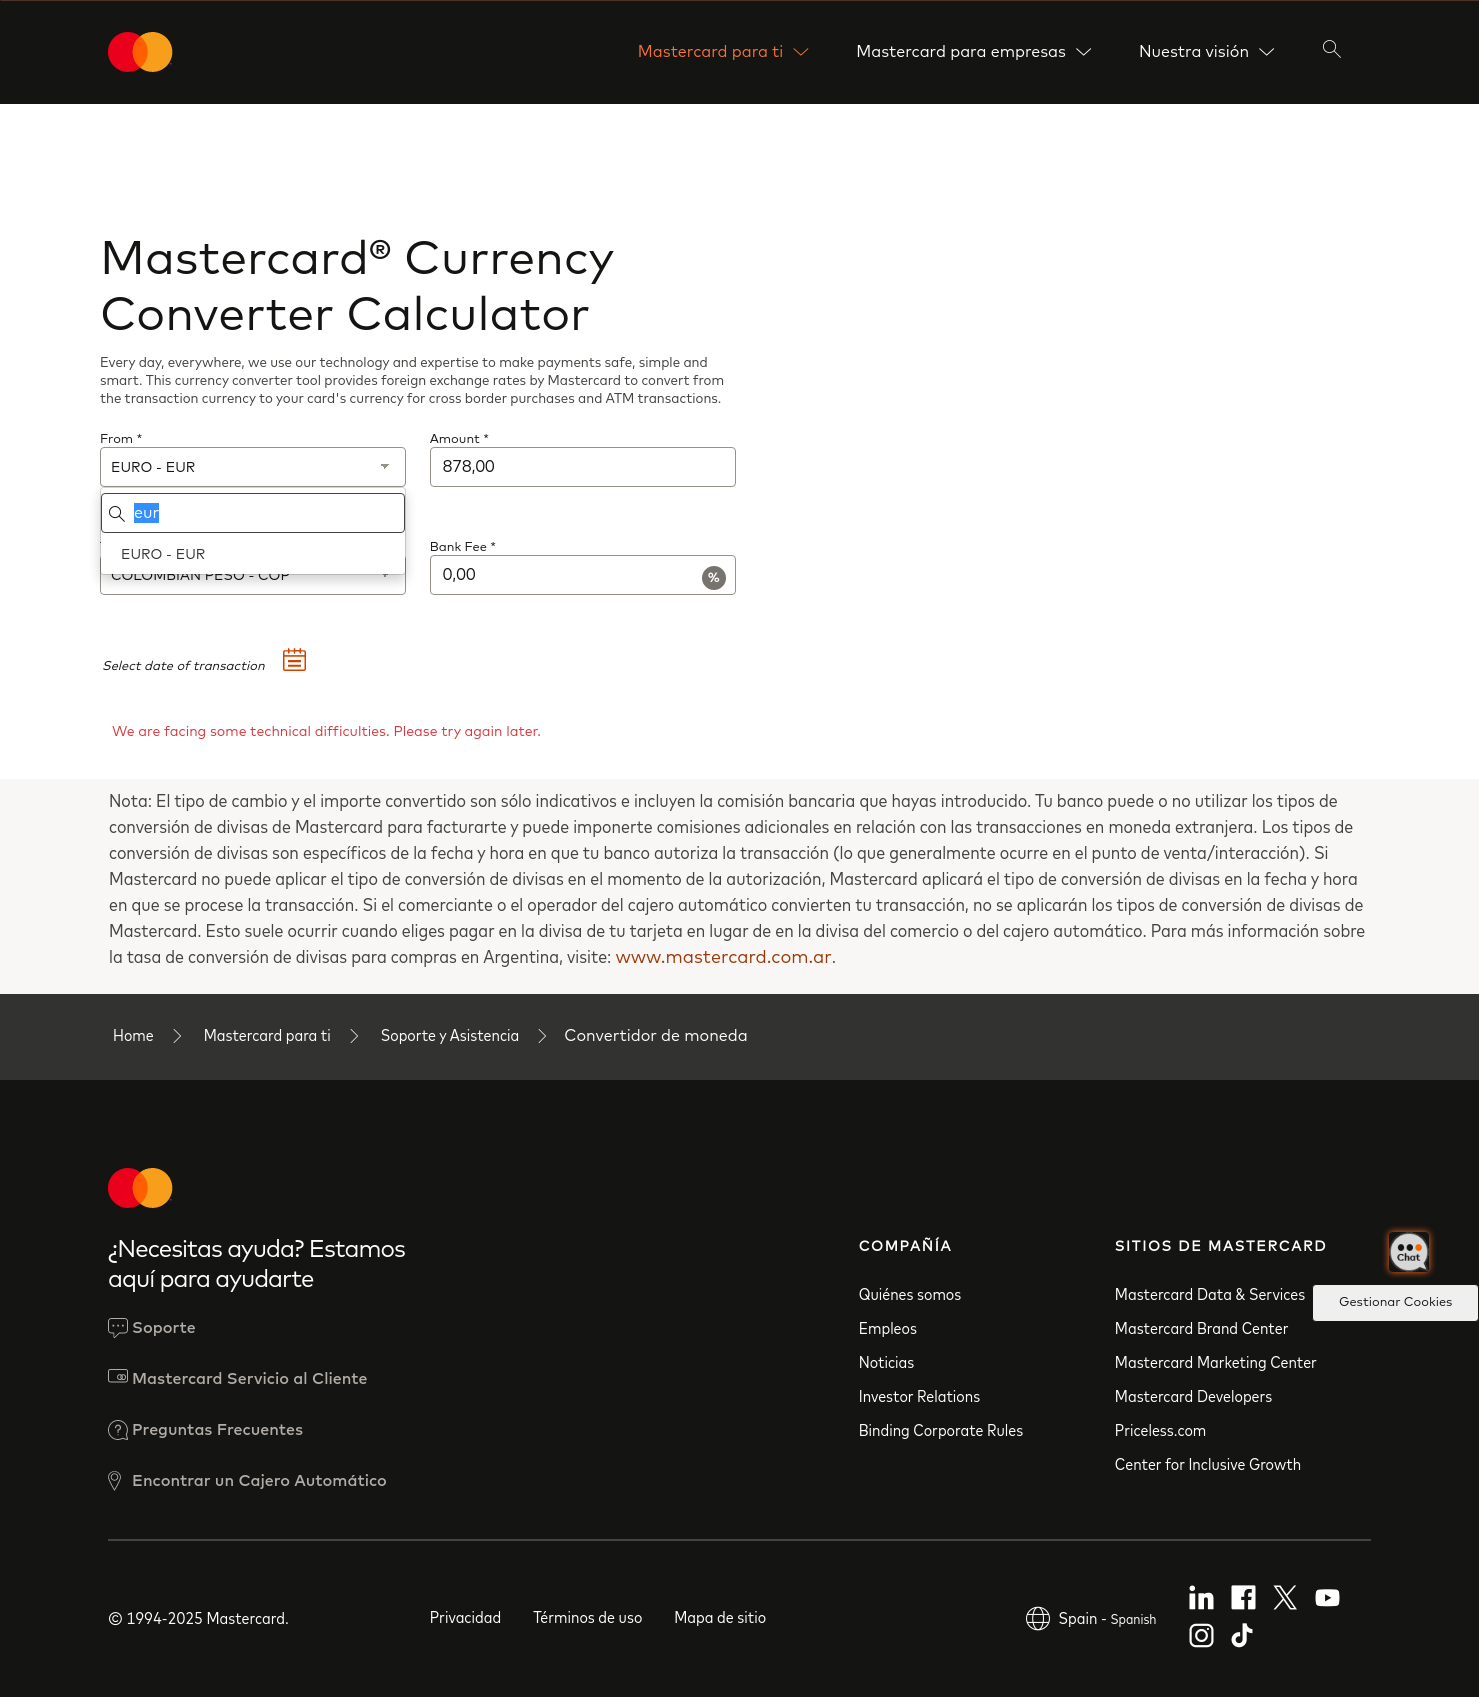 Mastercard para ti
Mastercard para empresas
Nuestra visión
Mastercard® Currency
Converter Calculator
Every day, everywhere, we use our technology and expertise to make payments safe, simple and
smart. This currency converter tool provides foreign exchange rates by Mastercard to convert from
the transaction currency to your card's currency for cross border purchases and ATM transactions.
From *
Amount *
EURO - EUR
878,00
eur
EURO - EUR
Bank Fee *
COLOMBIAN PESO - COP
0,00
%
Select date of transaction
We are facing some technical difficulties. Please try again later.
Nota: El tipo de cambio y el importe convertido son sólo indicativos e incluyen la comisión bancaria que hayas introducido. Tu banco puede o no utilizar los tipos de
conversión de divisas de Mastercard para facturarte y puede imponerte comisiones adicionales en relación con las transacciones en moneda extranjera. Los tipos de
conversión de divisas son específicos de la fecha y hora en que tu banco autoriza la transacción (lo que generalmente ocurre en el punto de venta/interacción). Si
Mastercard no puede aplicar el tipo de conversión de divisas en el momento de la autorización, Mastercard aplicará el tipo de conversión de divisas en la fecha y hora
en que se procese la transacción. Si el comerciante o el operador del cajero automático convierten tu transacción, no se aplicarán los tipos de conversión de divisas de
Mastercard. Esto suele ocurrir cuando eliges pagar en la divisa de tu tarjeta en lugar de en la divisa del comercio o del cajero automático. Para más información sobre
la tasa de conversión de divisas para compras en Argentina, visite: www.mastercard.com.ar.
Home
Mastercard para ti
Soporte y Asistencia
Convertidor de moneda
¿Necesitas ayuda? Estamos
aquí para ayudarte
Soporte
Mastercard Servicio al Cliente
Preguntas Frecuentes
Encontrar un Cajero Automático
COMPAÑÍA
Quiénes somos
Empleos
Noticias
Investor Relations
Binding Corporate Rules
SITIOS DE MASTERCARD
Mastercard Data & Services
Mastercard Brand Center
Mastercard Marketing Center
Mastercard Developers
Priceless.com
Center for Inclusive Growth
Chat
Gestionar Cookies
© 1994-2025 Mastercard.
Privacidad
Términos de uso
Mapa de sitio
Spain - Spanish